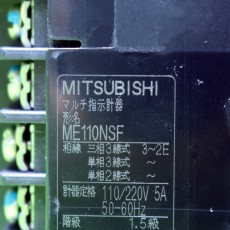 MITSUBISHI
マルチ指示計器
形名
ME110NSF
相線 三相3線式 3～2E
単相3線式 ～
単相2線式 ～
計器定格 110/220V 5A
50-60Hz
階級 1.5級